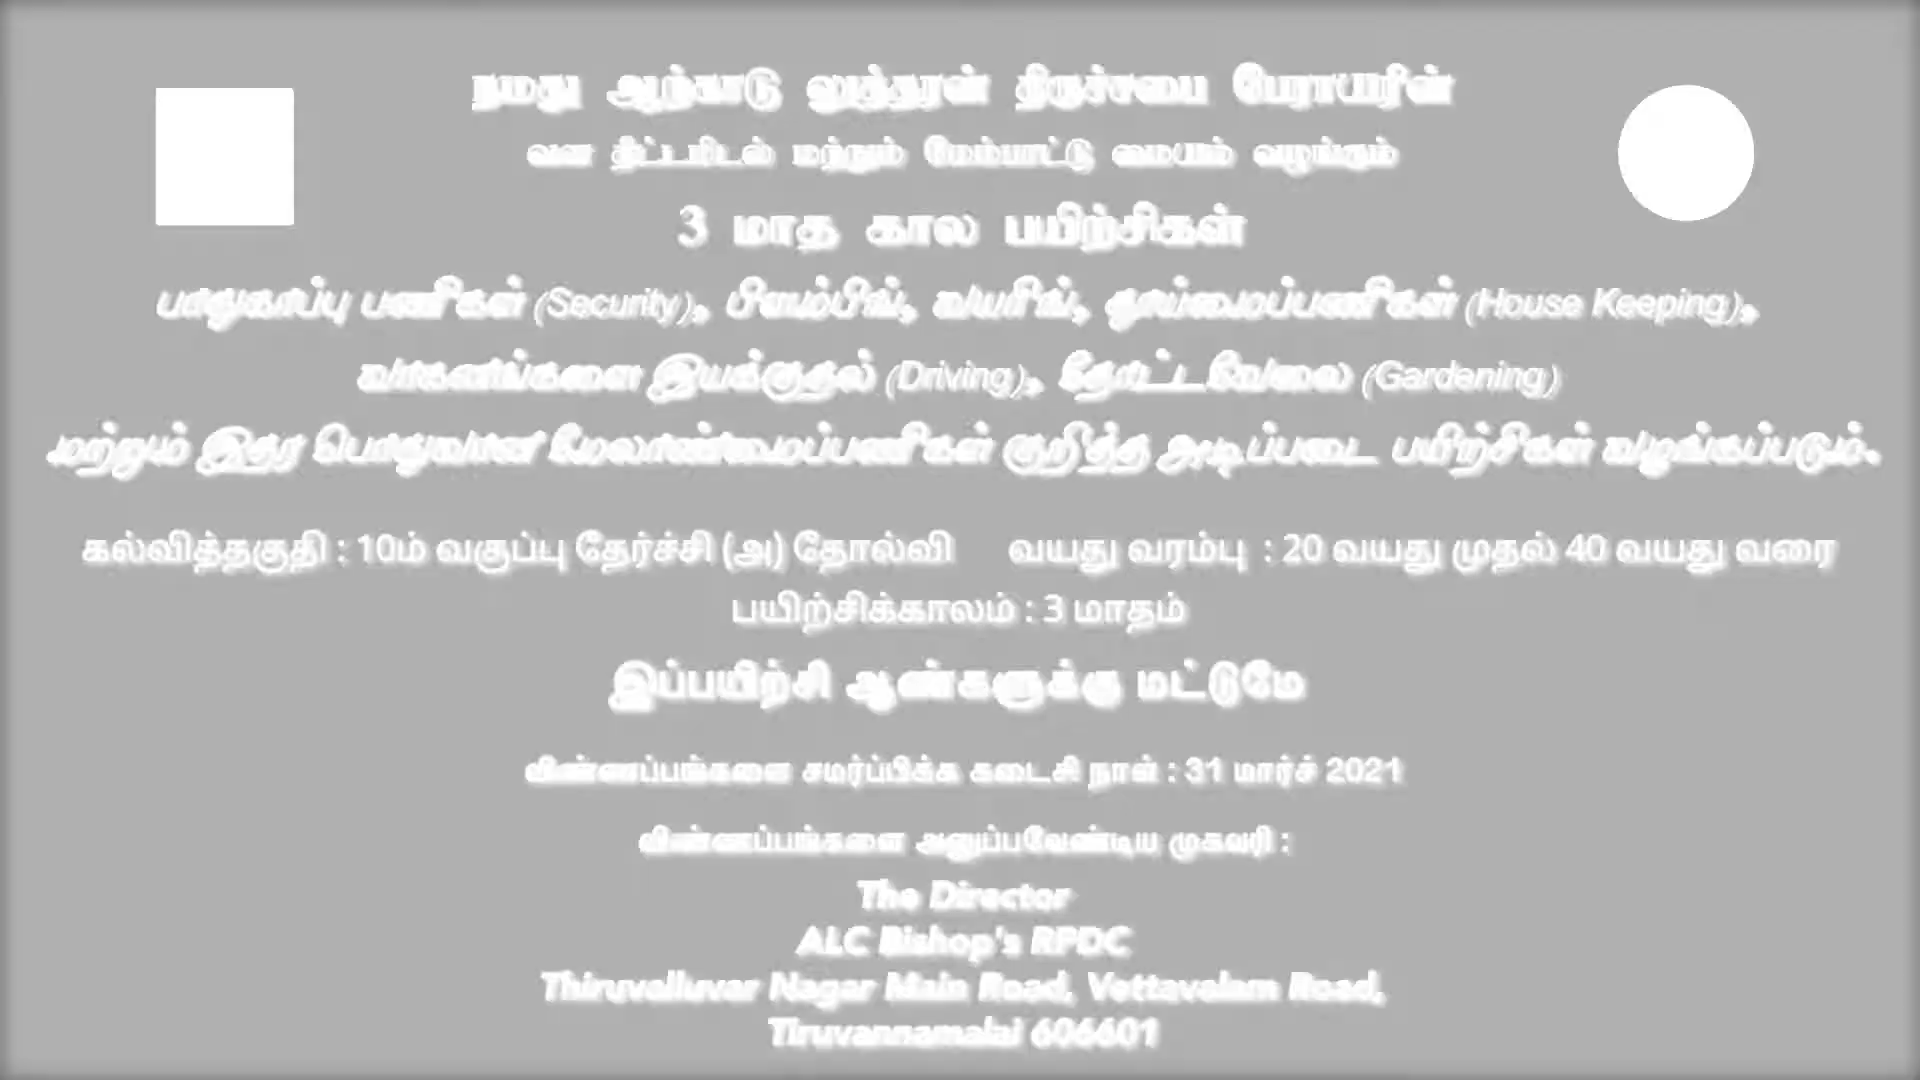 நமது ஆற்காடு லுத்தரன் திருச்சபை பேராயரின்
வள திட்டமிடல் மற்றும் மேம்பாட்டு மையம் வழங்கும்
3 மாத கால பயிற்சிகள்
பாதுகாப்பு பணிகள் (Security), பிளம்பிங், வயரிங், தூய்மைப்பணிகள் (House Keeping),
வாகனங்களை இயக்குதல் (Driving), தோட்டவேலை (Gardening)
மற்றும் இதர பொதுவான மேலாண்மைப்பணிகள் குறித்த அடிப்படை பயிற்சிகள் வழங்கப்படும்.
கல்வித்தகுதி : 10ம் வகுப்பு தேர்ச்சி (அ) தோல்வி வயது வரம்பு : 20 வயது முதல் 40 வயது வரை
பயிற்சிக்காலம் : 3 மாதம்
இப்பயிற்சி ஆண்களுக்கு மட்டுமே
விண்ணப்பங்களை சமர்ப்பிக்க கடைசி நாள் : 31 மார்ச் 2021
விண்ணப்பங்களை அனுப்பவேண்டிய முகவரி :
The Director
ALC Bishop's RPDC
Thiruvalluvar Nagar Main Road, Vettavalam Road,
Tiruvannamalai 606601